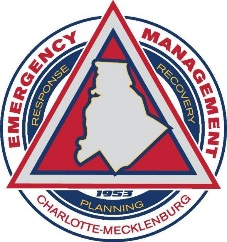 EMERGENCY MANAGEMENT
RESPONSE
RECOVERY
1953
PLANNING
CHARLOTTE-MECKLENBURG